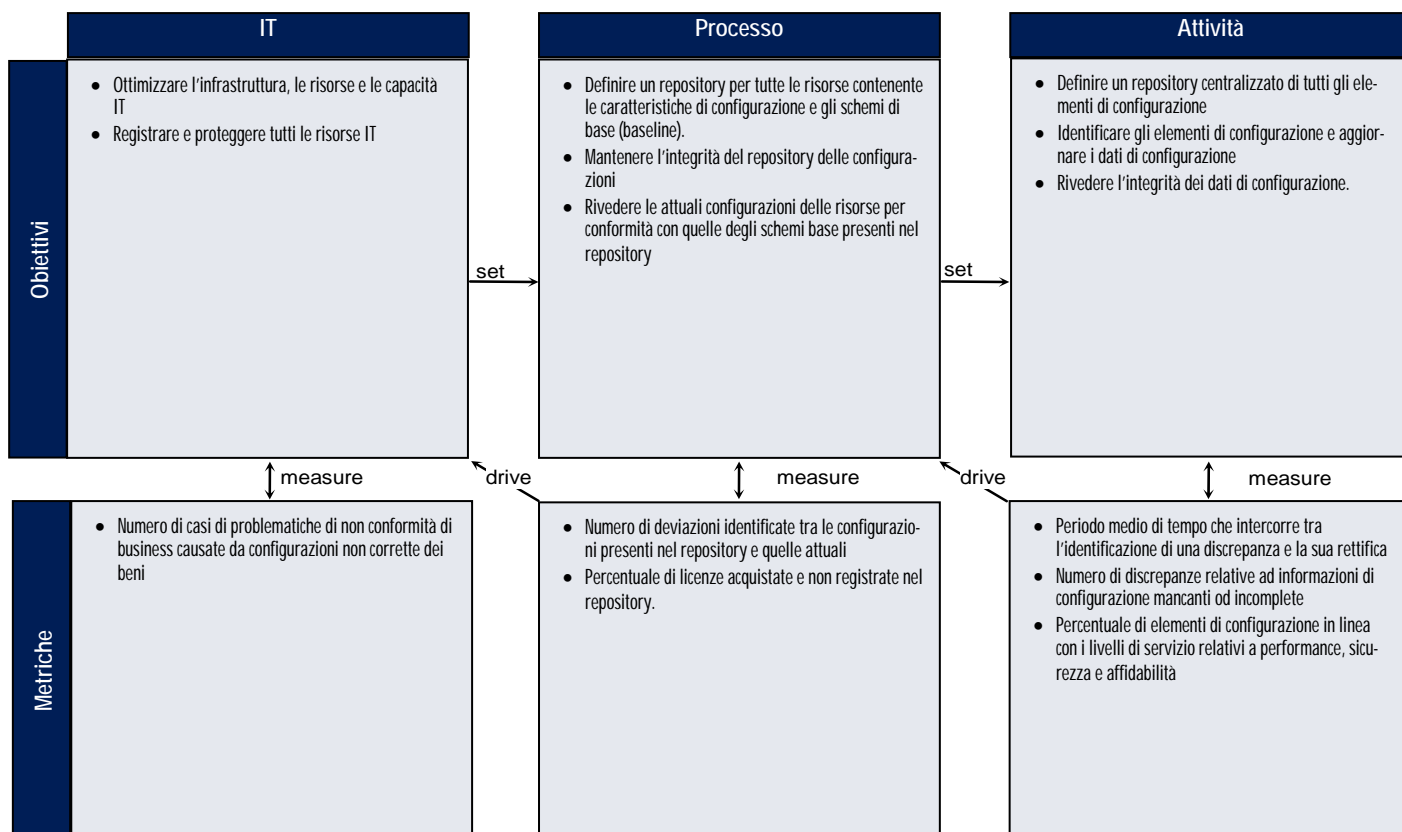 IT
Processo
Attività
Obiettivi
• Ottimizzare l'infrastruttura, le risorse e le capacità
IT
• Registrare e proteggere tutti le risorse IT
• Definire un repository per tutte le risorse contenente
le caratteristiche di configurazione e gli schemi di
base (baseline).
• Mantenere l'integrità del repository delle configura-
zioni
• Rivedere le attuali configurazioni delle risorse per
conformità con quelle degli schemi base presenti nel
repository
• Definire un repository centralizzato di tutti gli ele-
menti di configurazione
• Identificare gli elementi di configurazione e aggior-
nare i dati di configurazione
• Rivedere l'integrità dei dati di configurazione.
set
set
measure
drive
measure
drive
measure
Metriche
• Numero di casi di problematiche di non conformità di
business causate da configurazioni non corrette dei
beni
• Numero di deviazioni identificate tra le configurazio-
ni presenti nel repository e quelle attuali
• Percentuale di licenze acquistate e non registrate nel
repository.
• Periodo medio di tempo che intercorre tra
l'identificazione di una discrepanza e la sua rettifica
• Numero di discrepanze relative ad informazioni di
configurazione mancanti od incomplete
• Percentuale di elementi di configurazione in linea
con i livelli di servizio relativi a performance, sicu-
rezza e affidabilità